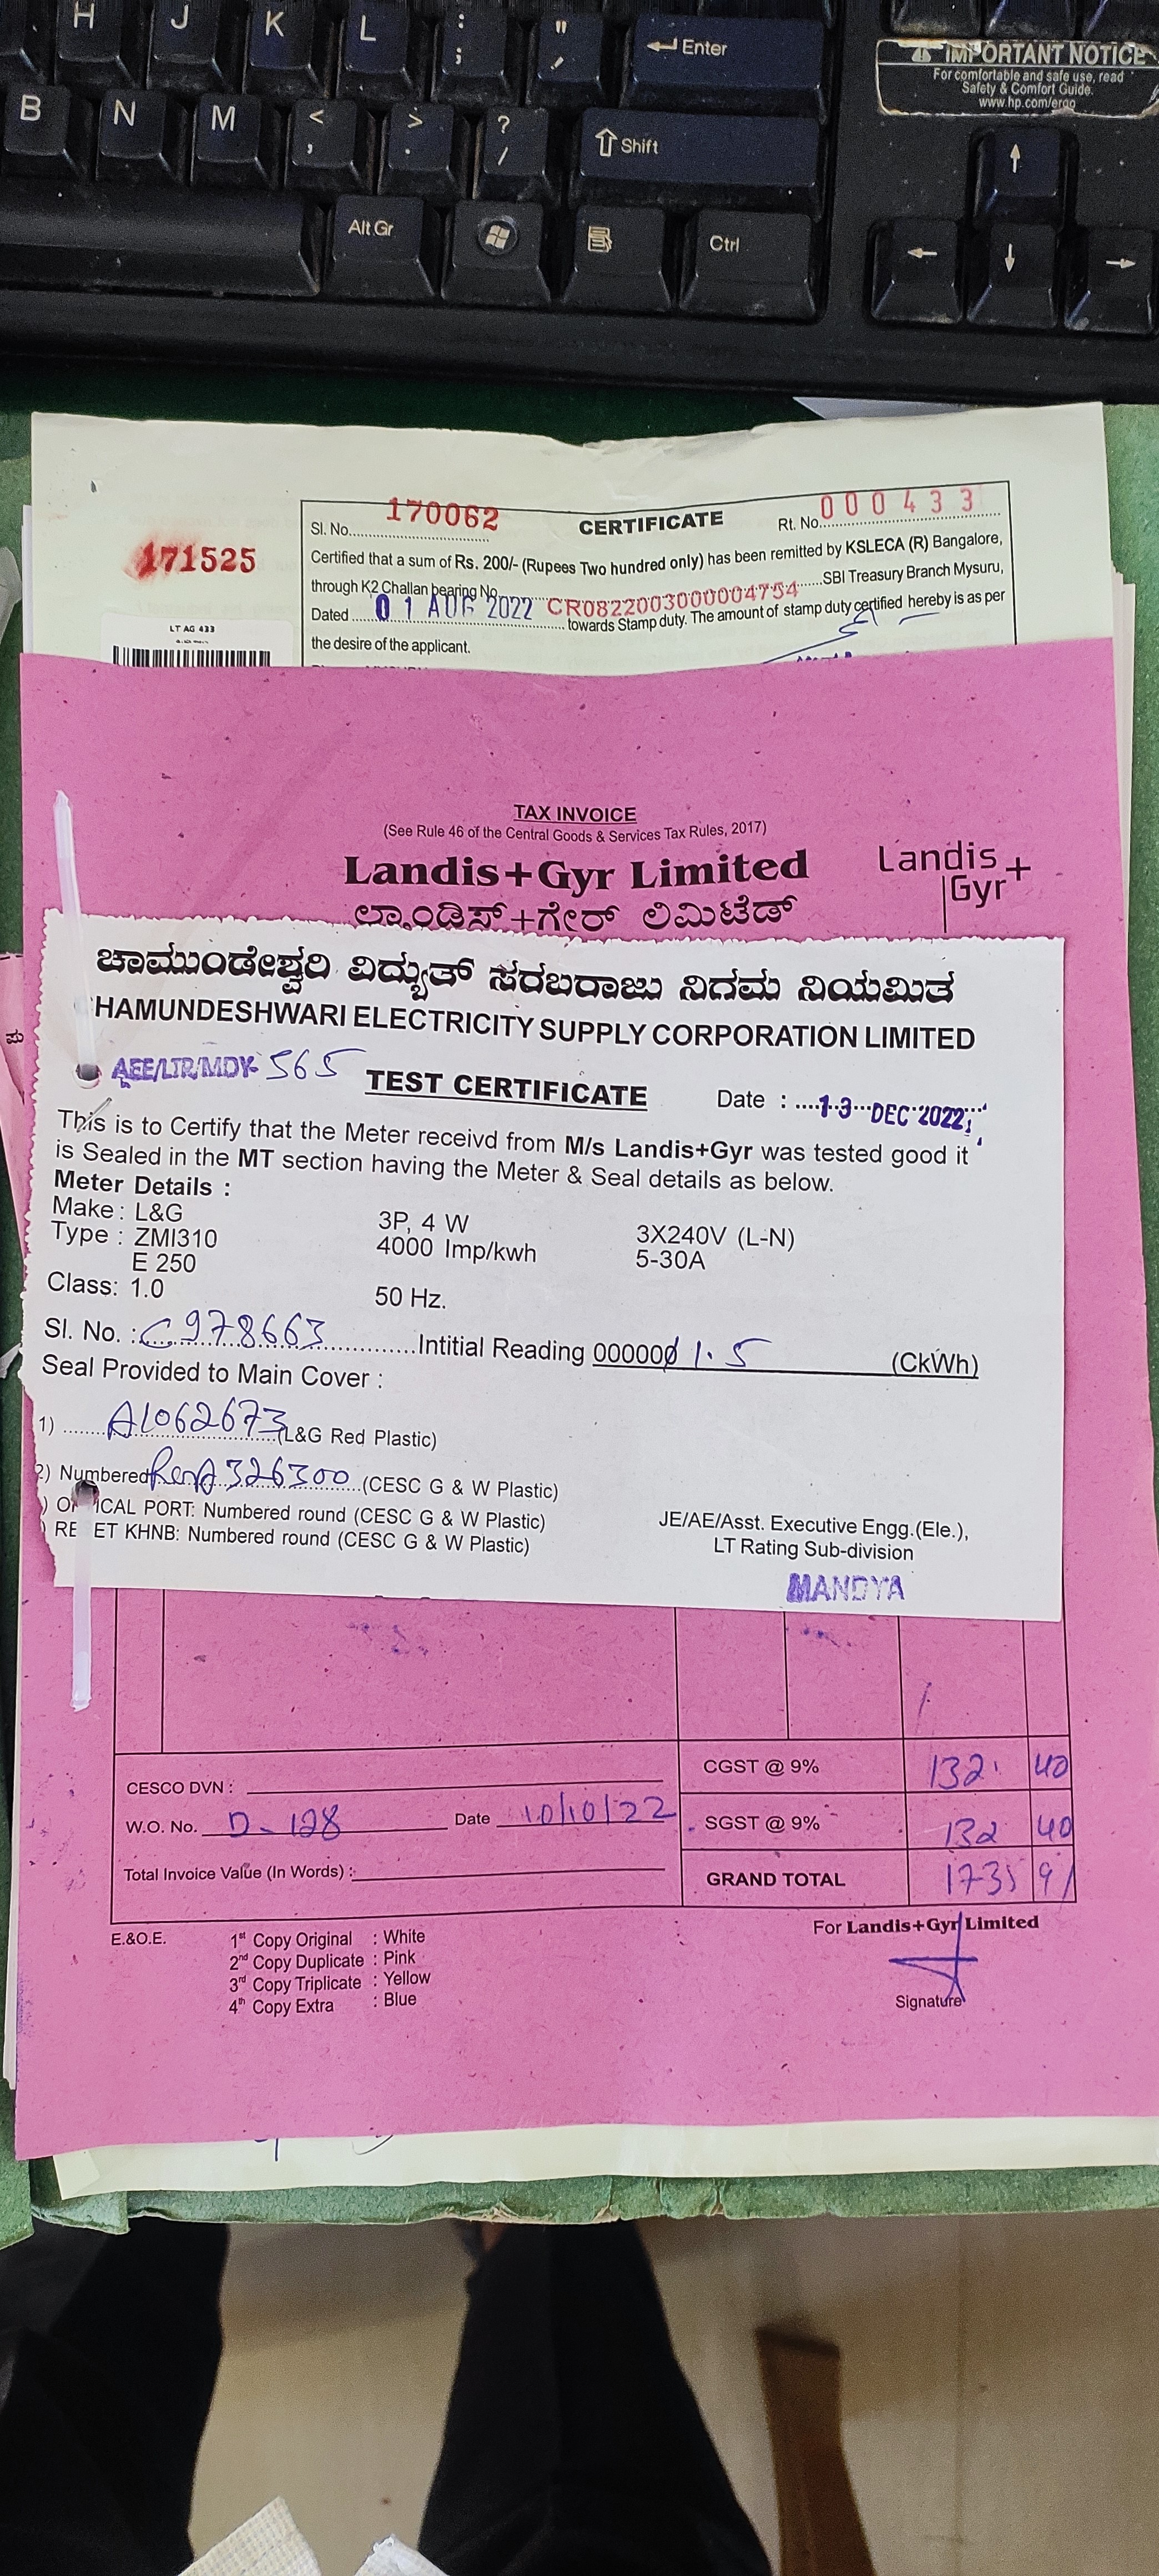 H J K L : ; " ' Enter
B N M < , > . ? / Shift
Alt Gr Ctrl
IMPORTANT NOTICE
For comfortable and safe use, read
Safety & Comfort Guide.
www.hp.com/ergo
Sl. No. 170062 CERTIFICATE Rt. No. 000433
171525
Certified that a sum of Rs. 200/- (Rupees Two hundred only) has been remitted by KSLECA (R) Bangalore,
through K2 Challan bearing No. CR0822003000004754 SBI Treasury Branch Mysuru,
Dated 01 AUG 2022 towards Stamp duty. The amount of stamp duty certified hereby is as per
the desire of the applicant.
LT AG 433
TAX INVOICE
(See Rule 46 of the Central Goods & Services Tax Rules, 2017)
Landis+Gyr Limited
Landis+
Gyr
ಲ್ಯಾಂಡಿಸ್+ಗೇರ್ ಲಿಮಿಟೆಡ್
ಚಾಮುಂಡೇಶ್ವರಿ ವಿದ್ಯುತ್ ಸರಬರಾಜು ನಿಗಮ ನಿಯಮಿತ
HAMUNDESHWARI ELECTRICITY SUPPLY CORPORATION LIMITED
AEE/LTR/MDY- 565
TEST CERTIFICATE Date : 13 DEC 2022
This is to Certify that the Meter receivd from M/s Landis+Gyr was tested good it
is Sealed in the MT section having the Meter & Seal details as below.
Meter Details :
Make : L&G 3P, 4 W 3X240V (L-N)
Type : ZMI310 4000 Imp/kwh 5-30A
E 250
Class: 1.0 50 Hz.
Sl. No. : C978663 Intitial Reading 000000 1.5 (CkWh)
Seal Provided to Main Cover :
1) A1062673 (L&G Red Plastic)
2) Numbered 326300 (CESC G & W Plastic)
) OPICAL PORT: Numbered round (CESC G & W Plastic)
) RE ET KHNB: Numbered round (CESC G & W Plastic)
JE/AE/Asst. Executive Engg.(Ele.),
LT Rating Sub-division
MANDYA
CESCO DVN :
W.O. No. D-128 Date 10/10/22
Total Invoice Value (In Words) :
CGST @ 9% 132. 40
SGST @ 9% 132 40
GRAND TOTAL 1735 91
E.&O.E.
1st Copy Original : White
2nd Copy Duplicate : Pink
3rd Copy Triplicate : Yellow
4th Copy Extra : Blue
For Landis+Gyr Limited
Signature